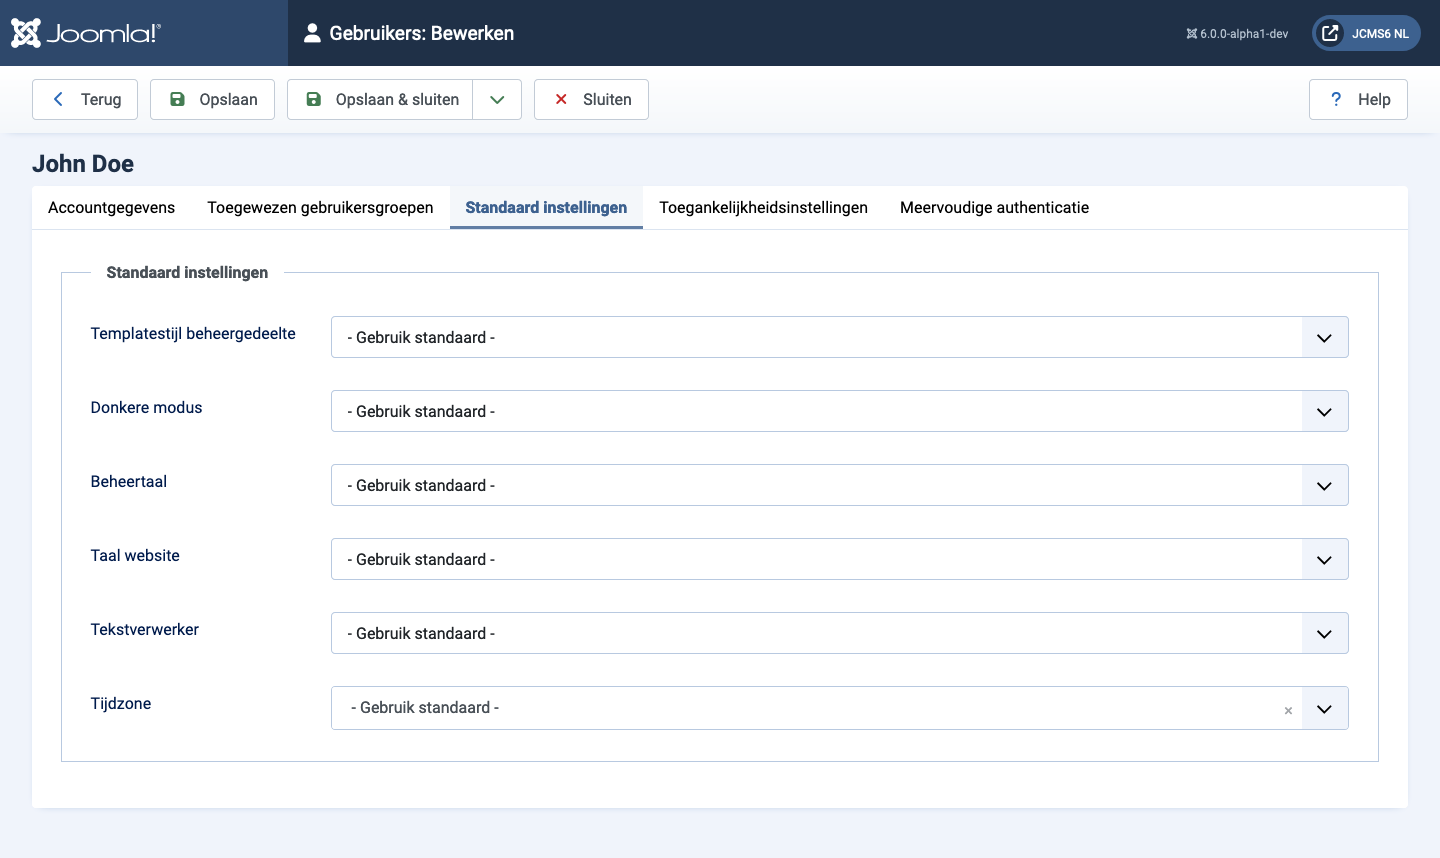 Joomla!®
Gebruikers: Bewerken
6.0.0-alpha1-dev
JCMS6 NL
Terug
Opslaan
Opslaan & sluiten
Sluiten
? Help
John Doe
Accountgegevens
Toegewezen gebruikersgroepen
Standaard instellingen
Toegankelijkheidsinstellingen
Meervoudige authenticatie
Standaard instellingen
Templatestijl beheergedeelte
- Gebruik standaard -
Donkere modus
- Gebruik standaard -
Beheertaal
- Gebruik standaard -
Taal website
- Gebruik standaard -
Tekstverwerker
- Gebruik standaard -
Tijdzone
- Gebruik standaard -
×